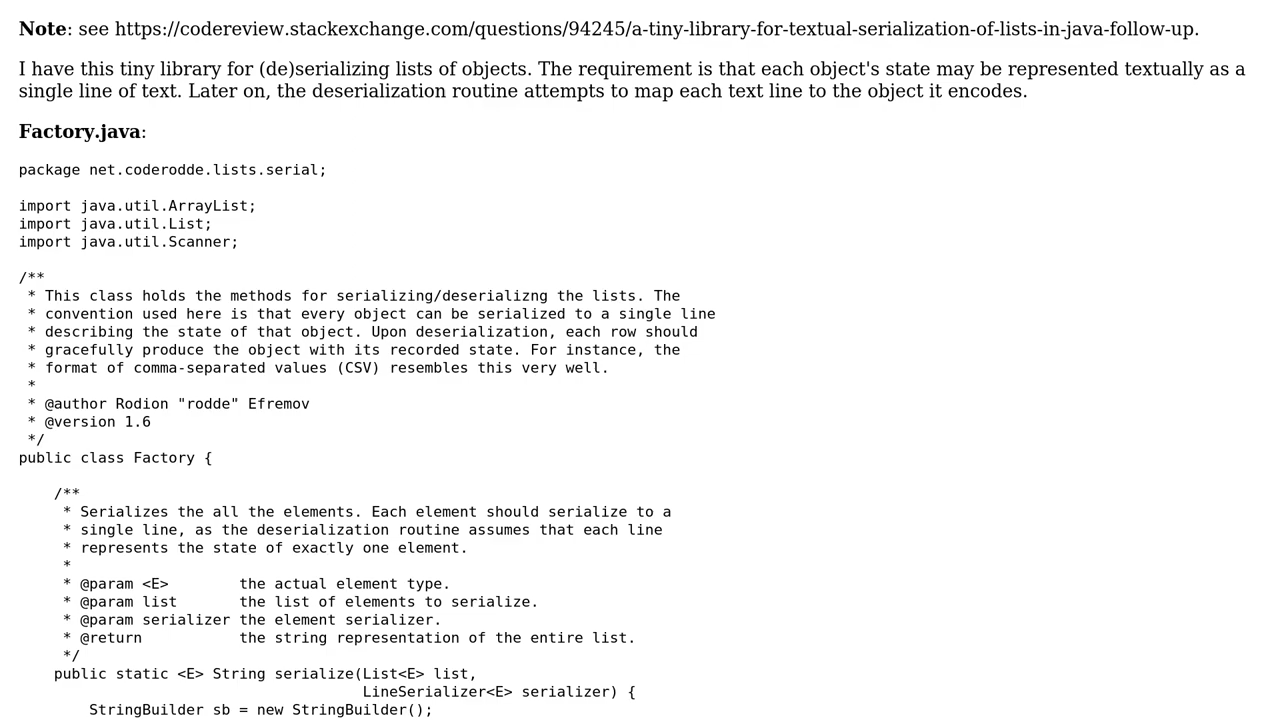 Note: see https://codereview.stackexchange.com/questions/94245/a-tiny-library-for-textual-serialization-of-lists-in-java-follow-up.
I have this tiny library for (de)serializing lists of objects. The requirement is that each object's state may be represented textually as a
single line of text. Later on, the deserialization routine attempts to map each text line to the object it encodes.
Factory.java:
package net.coderodde.lists.serial;
import java.util.ArrayList;
import java.util.List;
import java.util.Scanner;
/**
 * This class holds the methods for serializing/deserializng the lists. The
 * convention used here is that every object can be serialized to a single line
 * describing the state of that object. Upon deserialization, each row should
 * gracefully produce the object with its recorded state. For instance, the
 * format of comma-separated values (CSV) resembles this very well.
 *
 * @author Rodion "rodde" Efremov
 * @version 1.6
 */
public class Factory {
    /**
     * Serializes the all the elements. Each element should serialize to a
     * single line, as the deserialization routine assumes that each line
     * represents the state of exactly one element.
     *
     * @param <E>        the actual element type.
     * @param list       the list of elements to serialize.
     * @param serializer the element serializer.
     * @return           the string representation of the entire list.
     */
    public static <E> String serialize(List<E> list,
                                       LineSerializer<E> serializer) {
        StringBuilder sb = new StringBuilder();